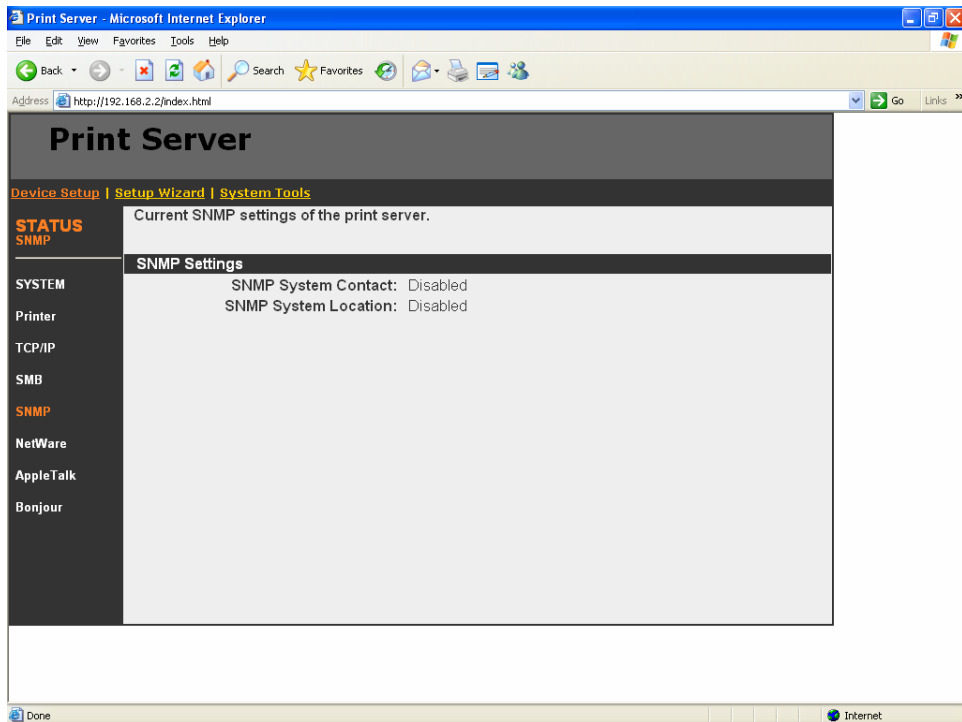 Print Server - Microsoft Internet Explorer
File Edit View Favorites Tools Help
Back Search Favorites
Address http://192.168.2.2/index.html Go Links »
Print Server
Device Setup | Setup Wizard | System Tools
STATUS
SNMP
Current SNMP settings of the print server.
SNMP Settings
SNMP System Contact: Disabled
SNMP System Location: Disabled
SYSTEM
Printer
TCP/IP
SMB
SNMP
NetWare
AppleTalk
Bonjour
Done Internet